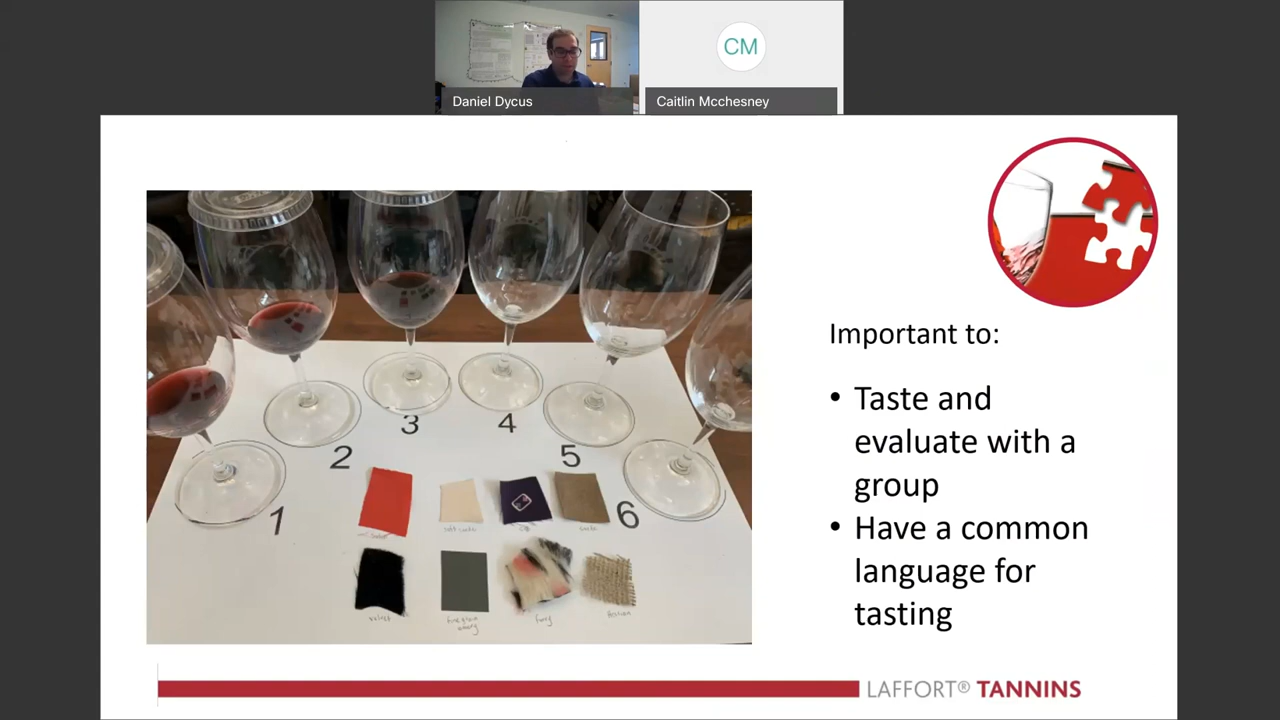 CM
Daniel Dycus
Caitlin Mcchesney
Important to:
• Taste and
evaluate with a
group
• Have a common
language for
tasting
1
2
3
4
5
6
velvet
LAFFORT® TANNINS